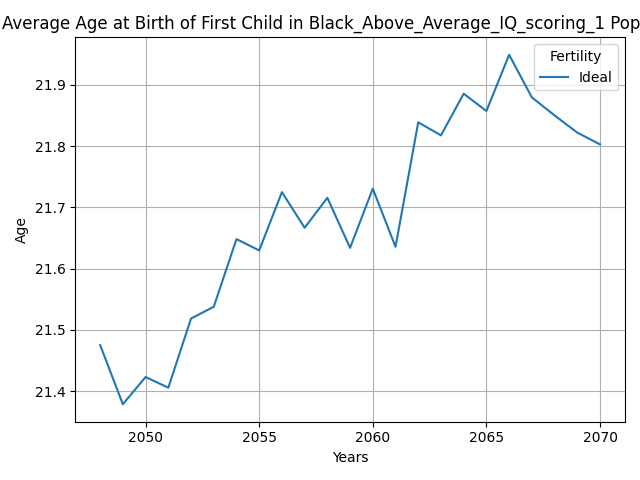 Average Age at Birth of First Child in Black_Above_Average_IQ_scoring_1 Pop
Fertility
Ideal
21.9
21.8
21.7
21.6
21.5
21.4
Age
2050 2055 2060 2065 2070
Years